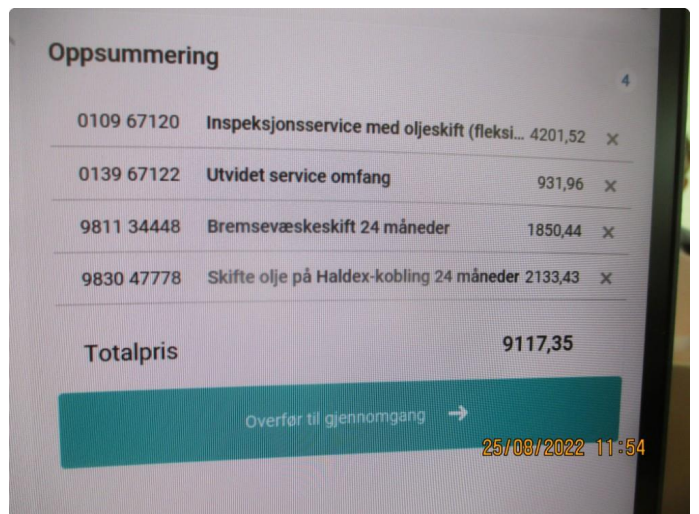 Oppsummering
4
0109 67120 Inspeksjonsservice med oljeskift (fleksi... 4201,52 ×
0139 67122 Utvidet service omfang 931,96 ×
9811 34448 Bremsevæskeskift 24 måneder 1850,44 ×
9830 47778 Skifte olje på Haldex-kobling 24 måneder 2133,43 ×
Totalpris 9117,35
Overfør til gjennomgang →
25/08/2022 11:54